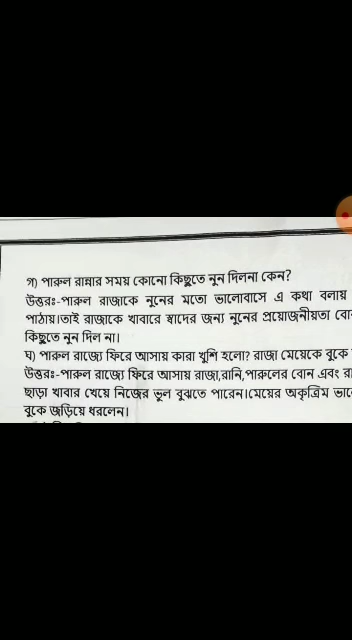 গ) পারুল রান্নার সময় কোনো কিছুতে নুন দিলনা কেন?
উত্তরঃ-পারুল রাজাকে নুনের মতো ভালোবাসে এ কথা বলায়
পাঠায়।তাই রাজাকে খাবারে স্বাদের জন্য নুনের প্রয়োজনীয়তা
কিছুতে নুন দিল না।
ঘ) পারুল রাজ্যে ফিরে আসায় কারা খুশি হলো? রাজা মেয়েকে বুকে
উত্তরঃ-পারুল রাজ্যে ফিরে আসায় রাজা,রানি,পারুলের বোন এবং
ছাড়া খাবার খেয়ে নিজের ভুল বুঝতে পারেন।মেয়ের অকৃত্রিম
বুকে জড়িয়ে ধরলেন।